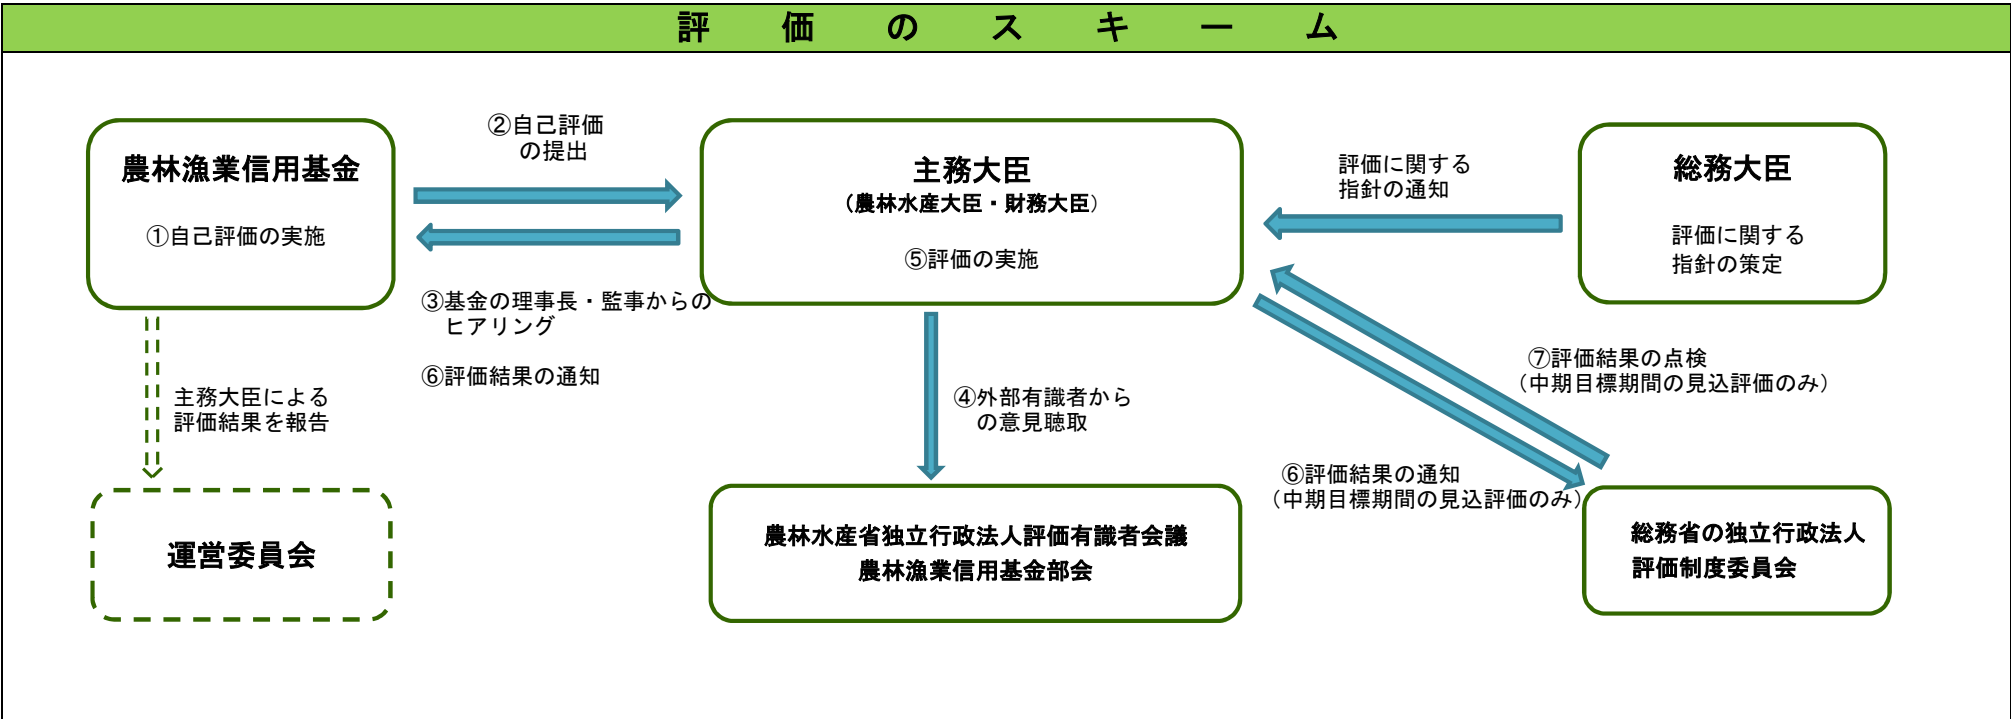 評価のスキーム
農林漁業信用基金
①自己評価の実施
②自己評価
の提出
③基金の理事長・監事からの
ヒアリング
⑥評価結果の通知
主務大臣
（農林水産大臣・財務大臣）
⑤評価の実施
評価に関する
指針の通知
総務大臣
評価に関する
指針の策定
主務大臣による
評価結果を報告
④外部有識者から
の意見聴取
⑦評価結果の点検
（中期目標期間の見込評価のみ）
⑥評価結果の通知
（中期目標期間の見込評価のみ）
運営委員会
農林水産省独立行政法人評価有識者会議
農林漁業信用基金部会
総務省の独立行政法人
評価制度委員会